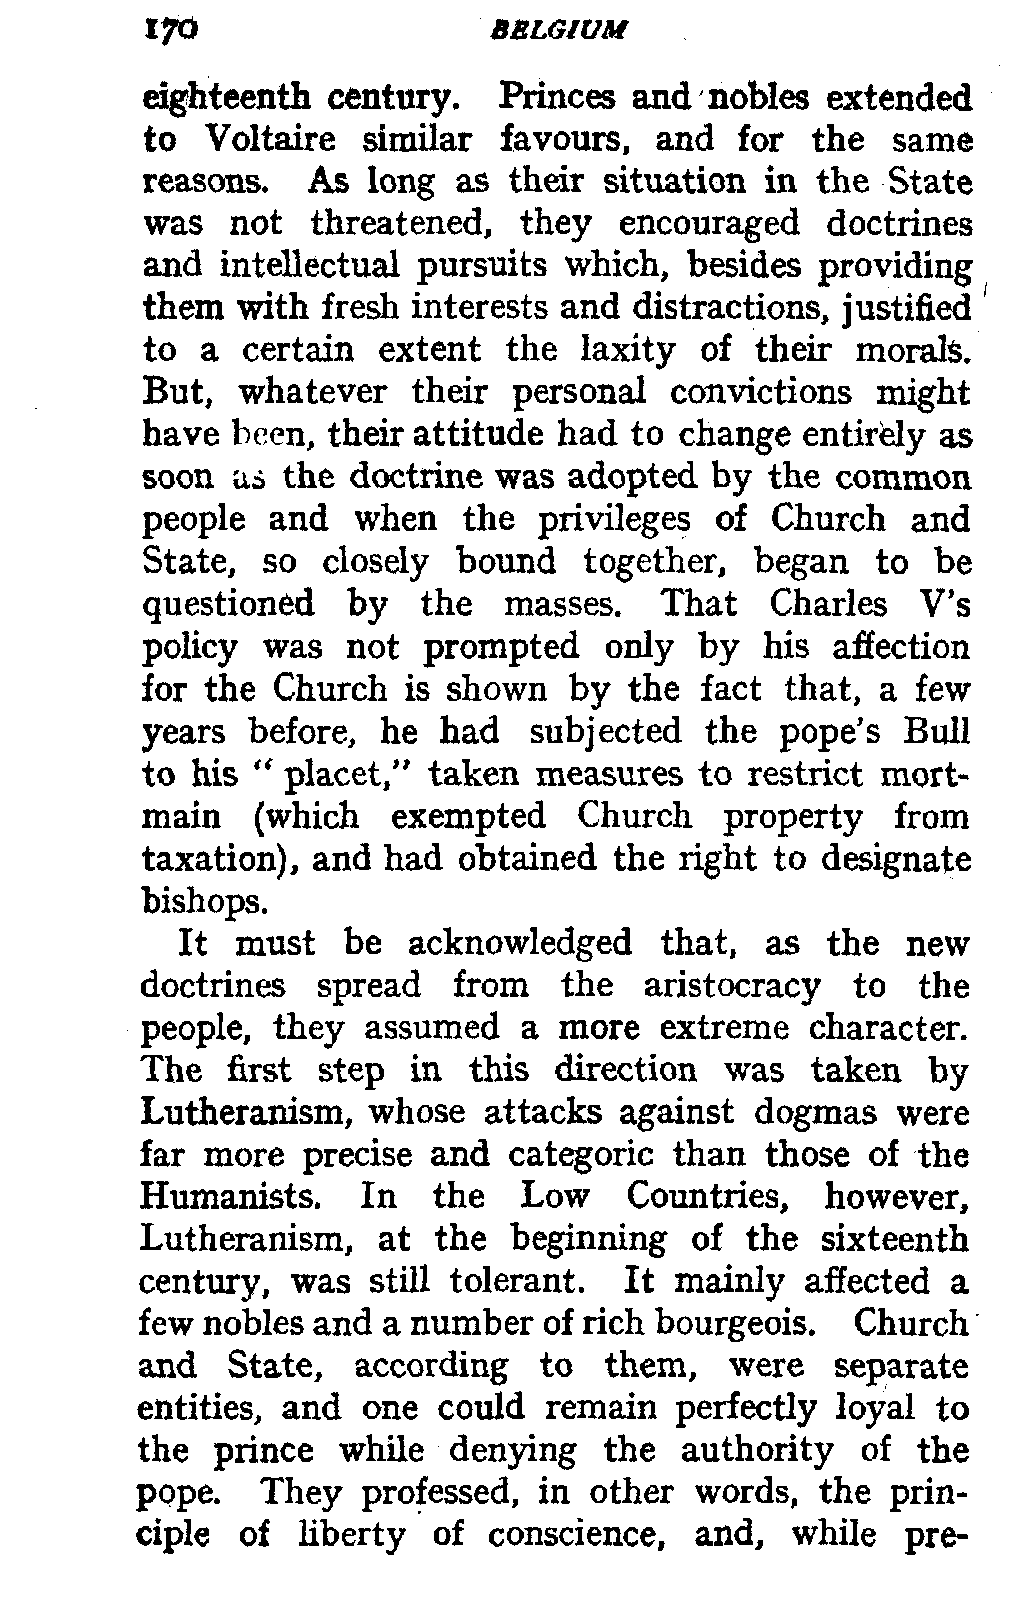 170 BELGIUM
eighteenth century. Princes and nobles extended
to Voltaire similar favours, and for the same
reasons. As long as their situation in the State
was not threatened, they encouraged doctrines
and intellectual pursuits which, besides providing
them with fresh interests and distractions, justified
to a certain extent the laxity of their morals.
But, whatever their personal convictions might
have been, their attitude had to change entirely as
soon as the doctrine was adopted by the common
people and when the privileges of Church and
State, so closely bound together, began to be
questioned by the masses. That Charles V's
policy was not prompted only by his affection
for the Church is shown by the fact that, a few
years before, he had subjected the pope's Bull
to his “ placet,” taken measures to restrict mort-
main (which exempted Church property from
taxation), and had obtained the right to designate
bishops.
It must be acknowledged that, as the new
doctrines spread from the aristocracy to the
people, they assumed a more extreme character.
The first step in this direction was taken by
Lutheranism, whose attacks against dogmas were
far more precise and categoric than those of the
Humanists. In the Low Countries, however,
Lutheranism, at the beginning of the sixteenth
century, was still tolerant. It mainly affected a
few nobles and a number of rich bourgeois. Church
and State, according to them, were separate
entities, and one could remain perfectly loyal to
the prince while denying the authority of the
pope. They professed, in other words, the prin-
ciple of liberty of conscience, and, while pre-